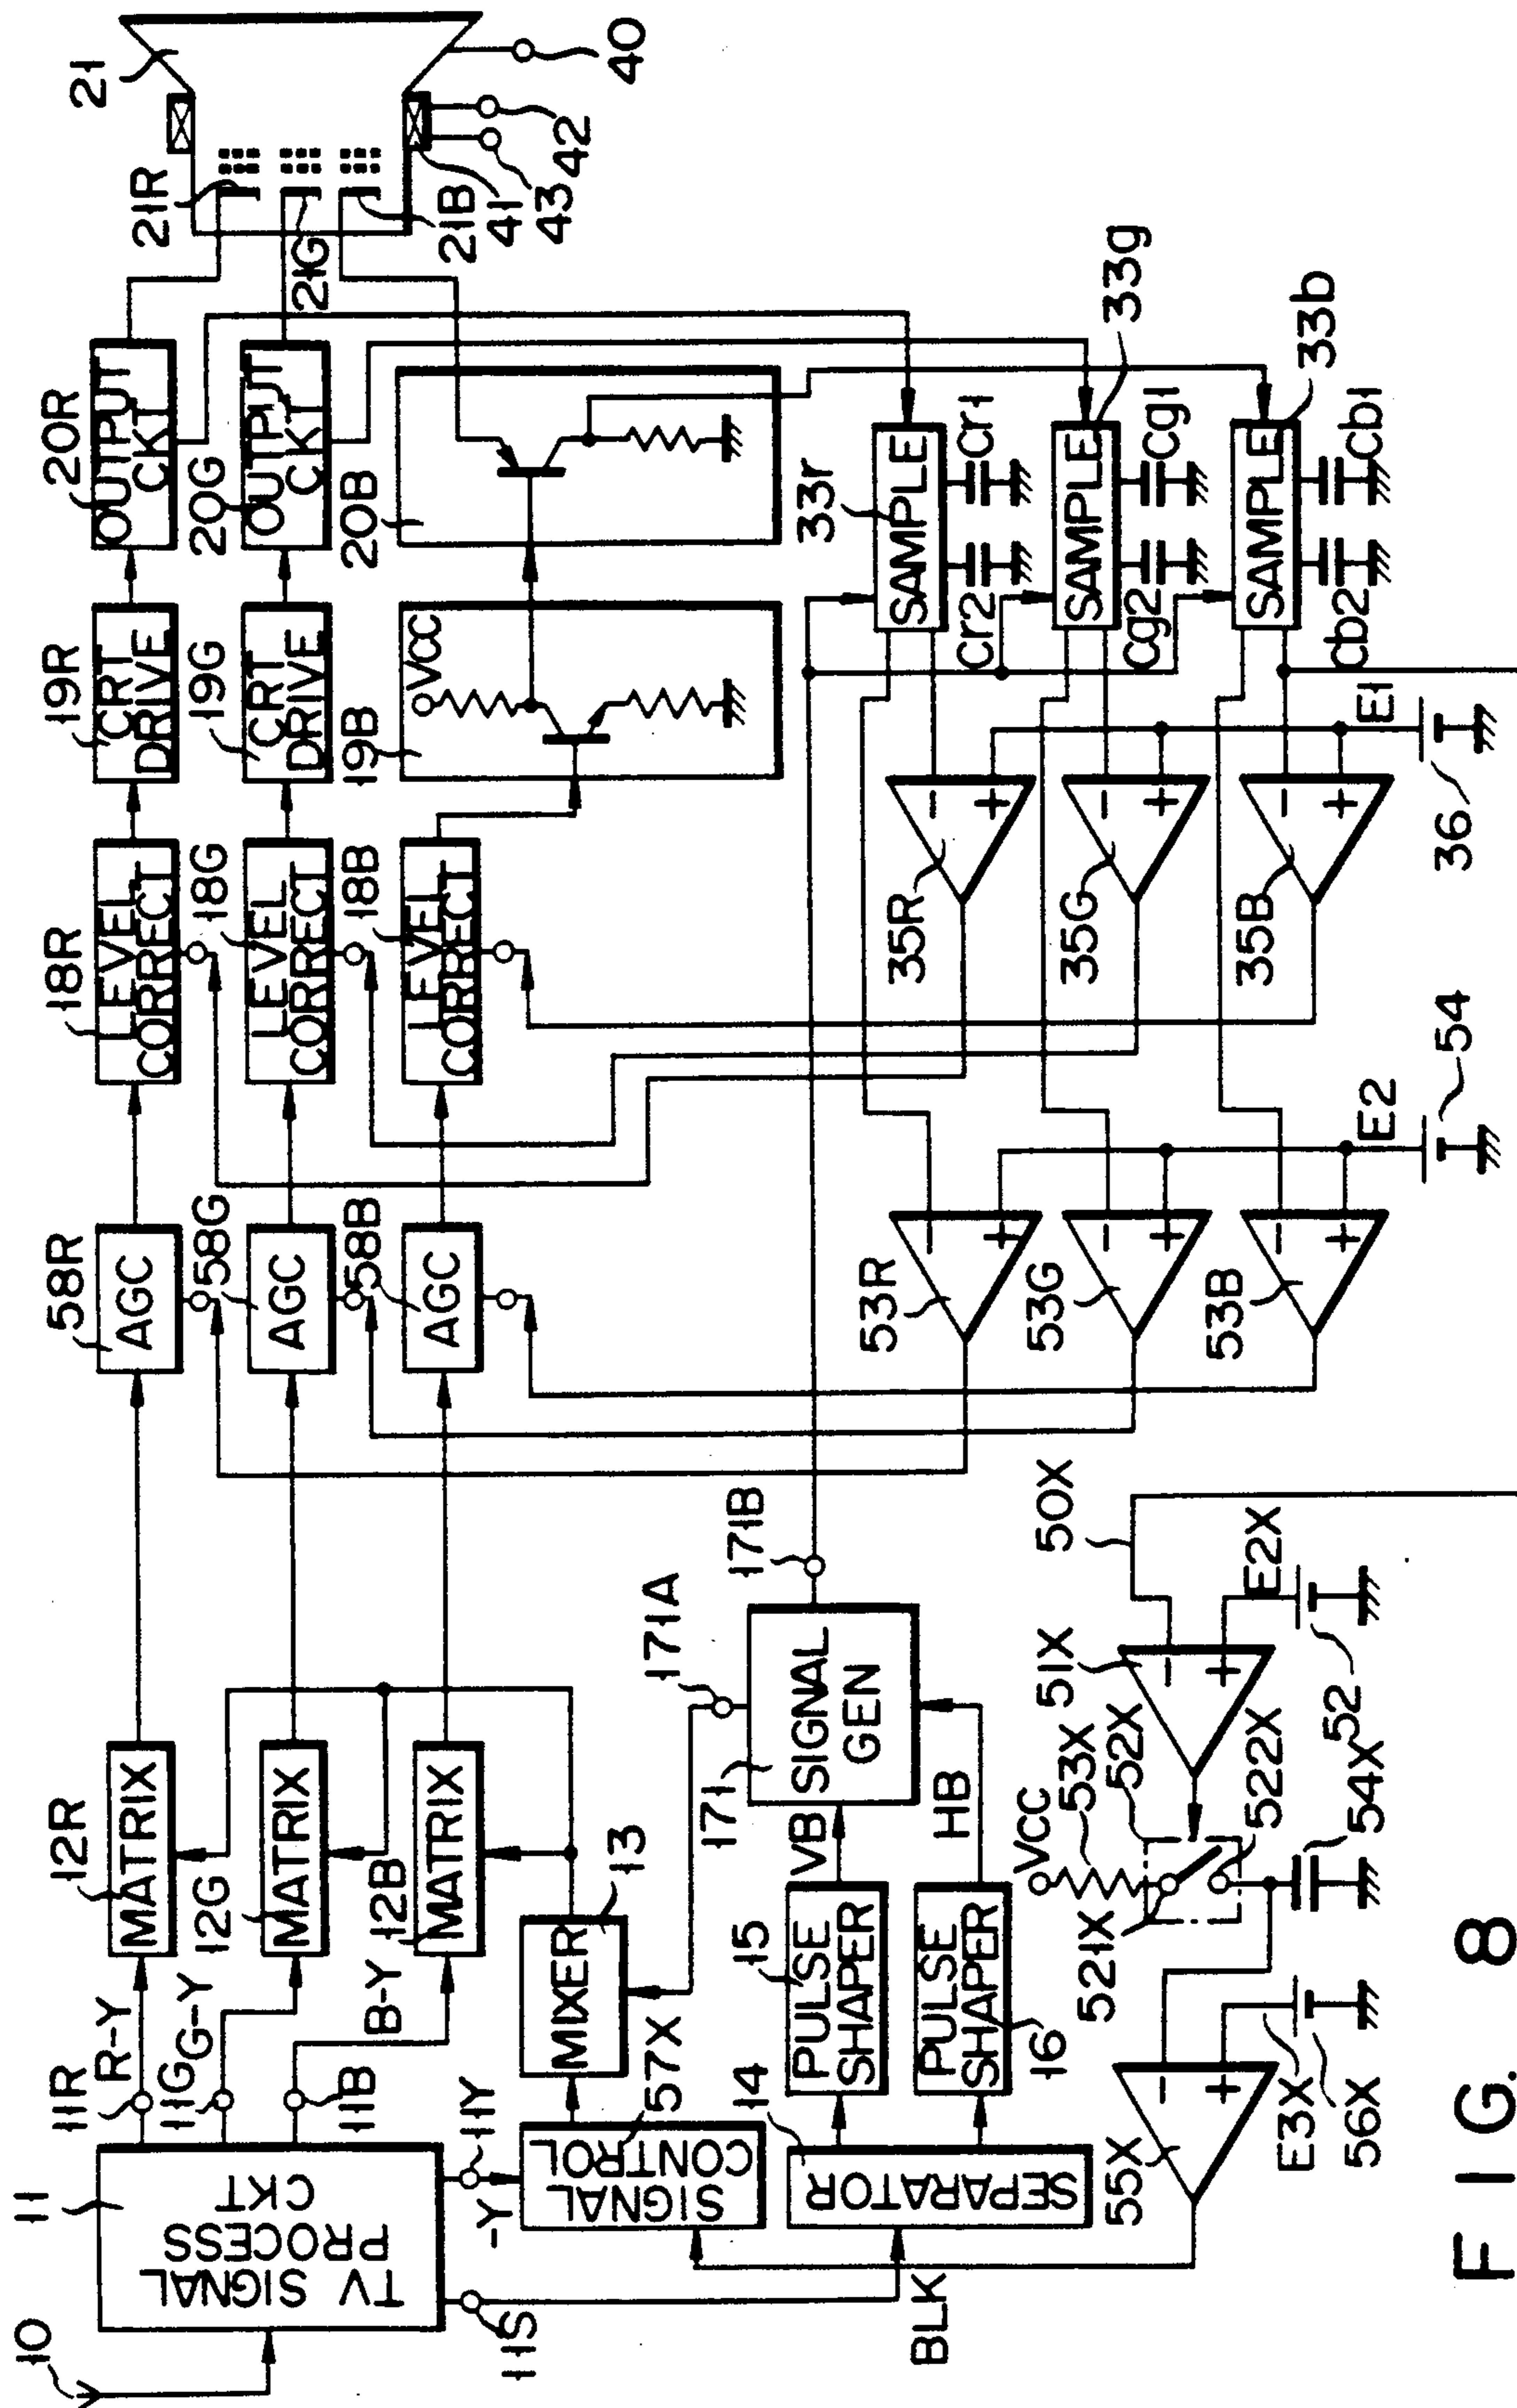 10
11
TV SIGNAL
PROCESS
CKT
11R
R-Y
11G
G-Y
11B
B-Y
11Y
-Y
11S
BLK
12R
MATRIX
12G
MATRIX
12B
MATRIX
58R
AGC
58G
AGC
58B
AGC
18R
LEVEL
CORRECT
18G
LEVEL
CORRECT
18B
LEVEL
CORRECT
19R
CRT
DRIVE
19G
CRT
DRIVE
19B
VCC
20R
OUTPUT
CKT
20G
OUTPUT
CKT
20B
21
21R
21G
21B
41
43
42
40
SIGNAL
CONTROL
57X
MIXER
13
14
SEPARATOR
15
PULSE
SHAPER
VB
PULSE
SHAPER
16
HB
171
SIGNAL
GEN
171A
171B
33r
SAMPLE
Cr2
Cr1
SAMPLE
33g
Cg2
Cg1
SAMPLE
33b
Cb2
Cb1
53R
-
+
53G
-
+
53B
-
+
E2
54
35R
-
+
35G
-
+
35B
-
+
E1
36
50X
51X
-
+
E2X
52
52X
53X
VCC
521X
522X
54X
55X
-
+
E3X
56X
FIG. 8